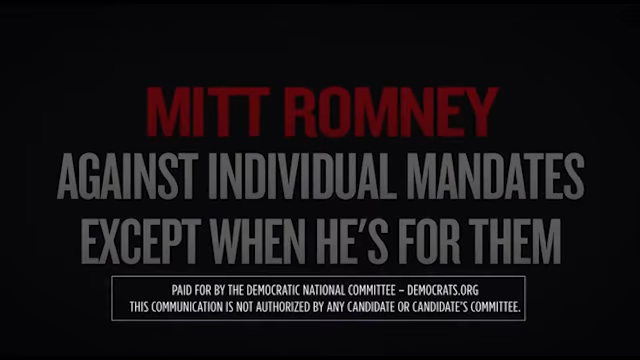 MITT ROMNEY
AGAINST INDIVIDUAL MANDATES
EXCEPT WHEN HE'S FOR THEM
PAID FOR BY THE DEMOCRATIC NATIONAL COMMITTEE – DEMOCRATS.ORG
THIS COMMUNICATION IS NOT AUTHORIZED BY ANY CANDIDATE OR CANDIDATE'S COMMITTEE.